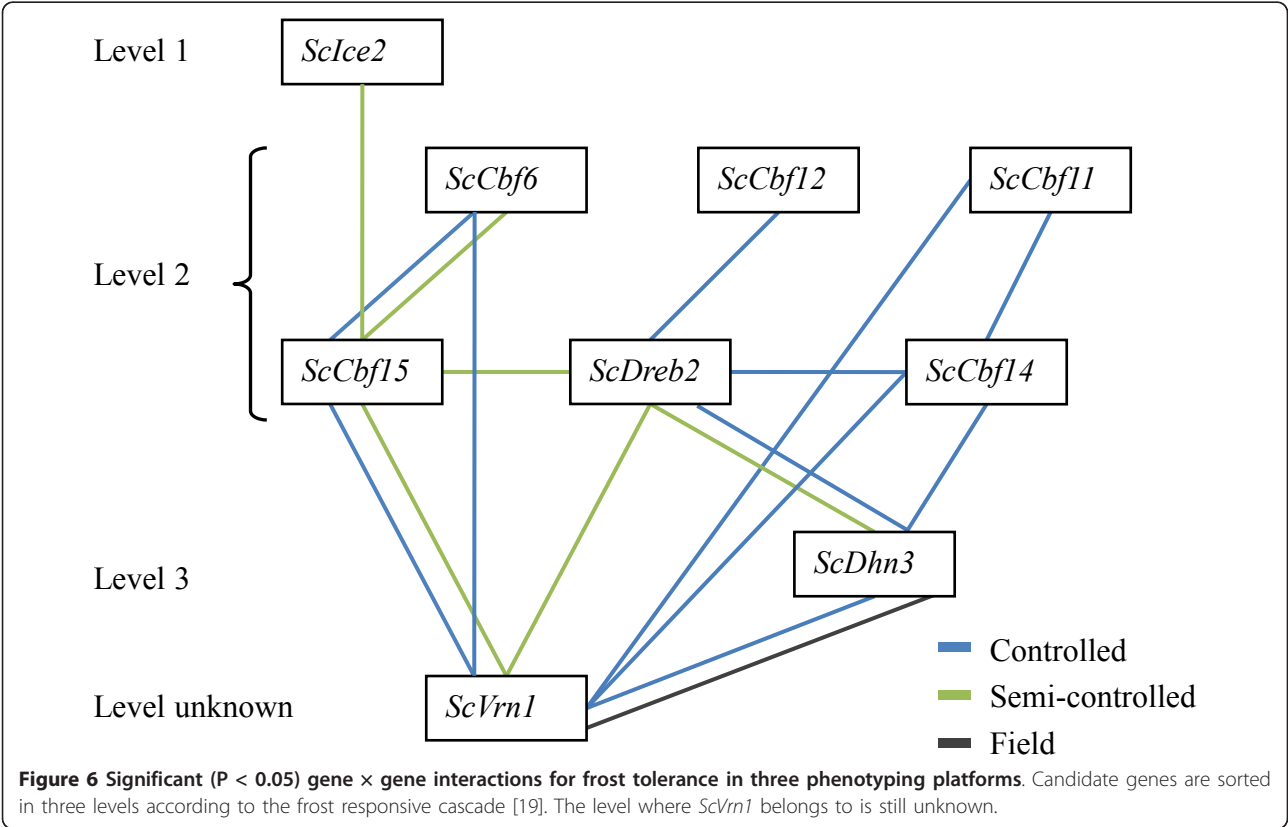 Level 1
ScIce2
ScCbf6
ScCbf12
ScCbf11
Level 2
ScCbf15
ScDreb2
ScCbf14
ScDhn3
Level 3
Controlled
Semi-controlled
Field
Level unknown
ScVrn1
Figure 6 Significant (P < 0.05) gene × gene interactions for frost tolerance in three phenotyping platforms. Candidate genes are sorted
in three levels according to the frost responsive cascade [19]. The level where ScVrn1 belongs to is still unknown.